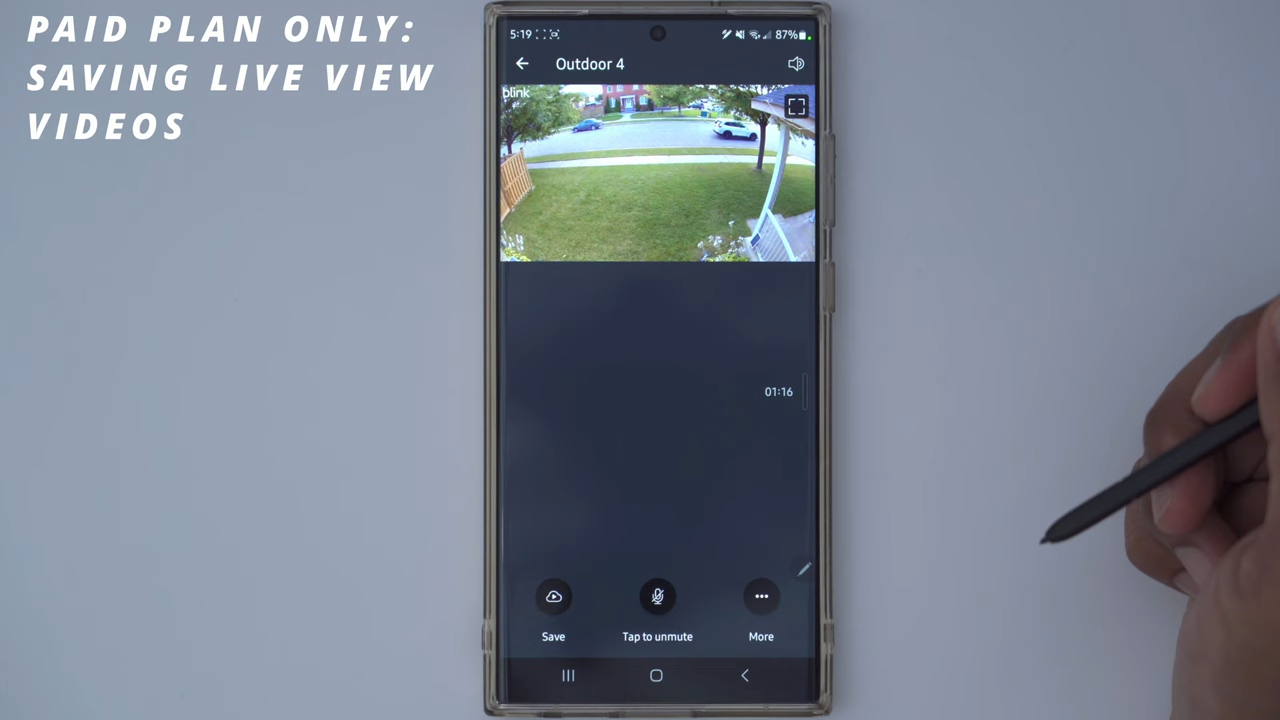 PAID PLAN ONLY:
SAVING LIVE VIEW
VIDEOS
5:19
87%
Outdoor 4
blink
01:16
Save
Tap to unmute
More